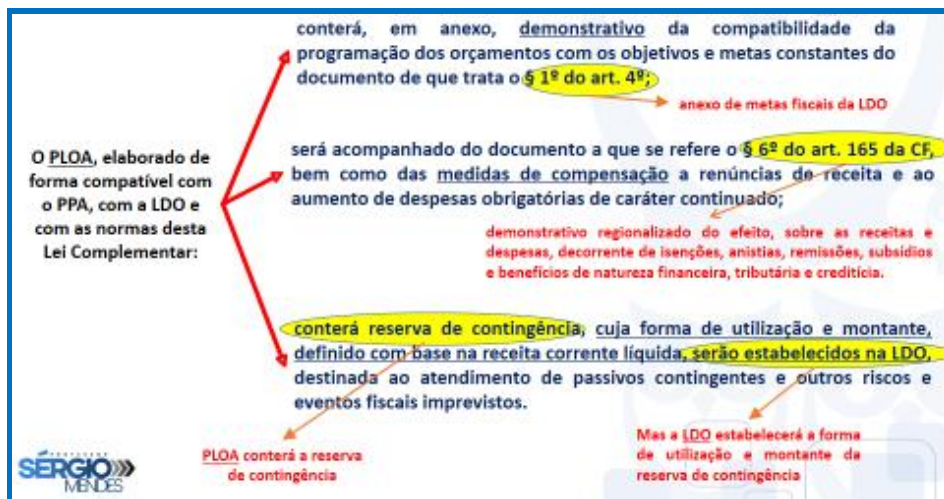 conterá, em anexo, demonstrativo da compatibilidade da
programação dos orçamentos com os objetivos e metas constantes do
documento de que trata o § 1º do art. 4º;
anexo de metas fiscais da LDO
O PLOA, elaborado de
forma compatível com
o PPA, com a LDO e
com as normas desta
Lei Complementar:
será acompanhado do documento a que se refere o § 6º do art. 165 da CF,
bem como das medidas de compensação a renúncias de receita e ao
aumento de despesas obrigatórias de caráter continuado;
demonstrativo regionalizado do efeito, sobre as receitas e
despesas, decorrente de isenções, anistias, remissões, subsídios
e benefícios de natureza financeira, tributária e creditícia.
conterá reserva de contingência, cuja forma de utilização e montante,
definido com base na receita corrente líquida, serão estabelecidos na LDO,
destinada ao atendimento de passivos contingentes e outros riscos e
eventos fiscais imprevistos.
PLOA conterá a reserva
de contingência
Mas a LDO estabelecerá a forma
de utilização e montante da
reserva de contingência
PROFESSOR
SÉRGIO
MENDES